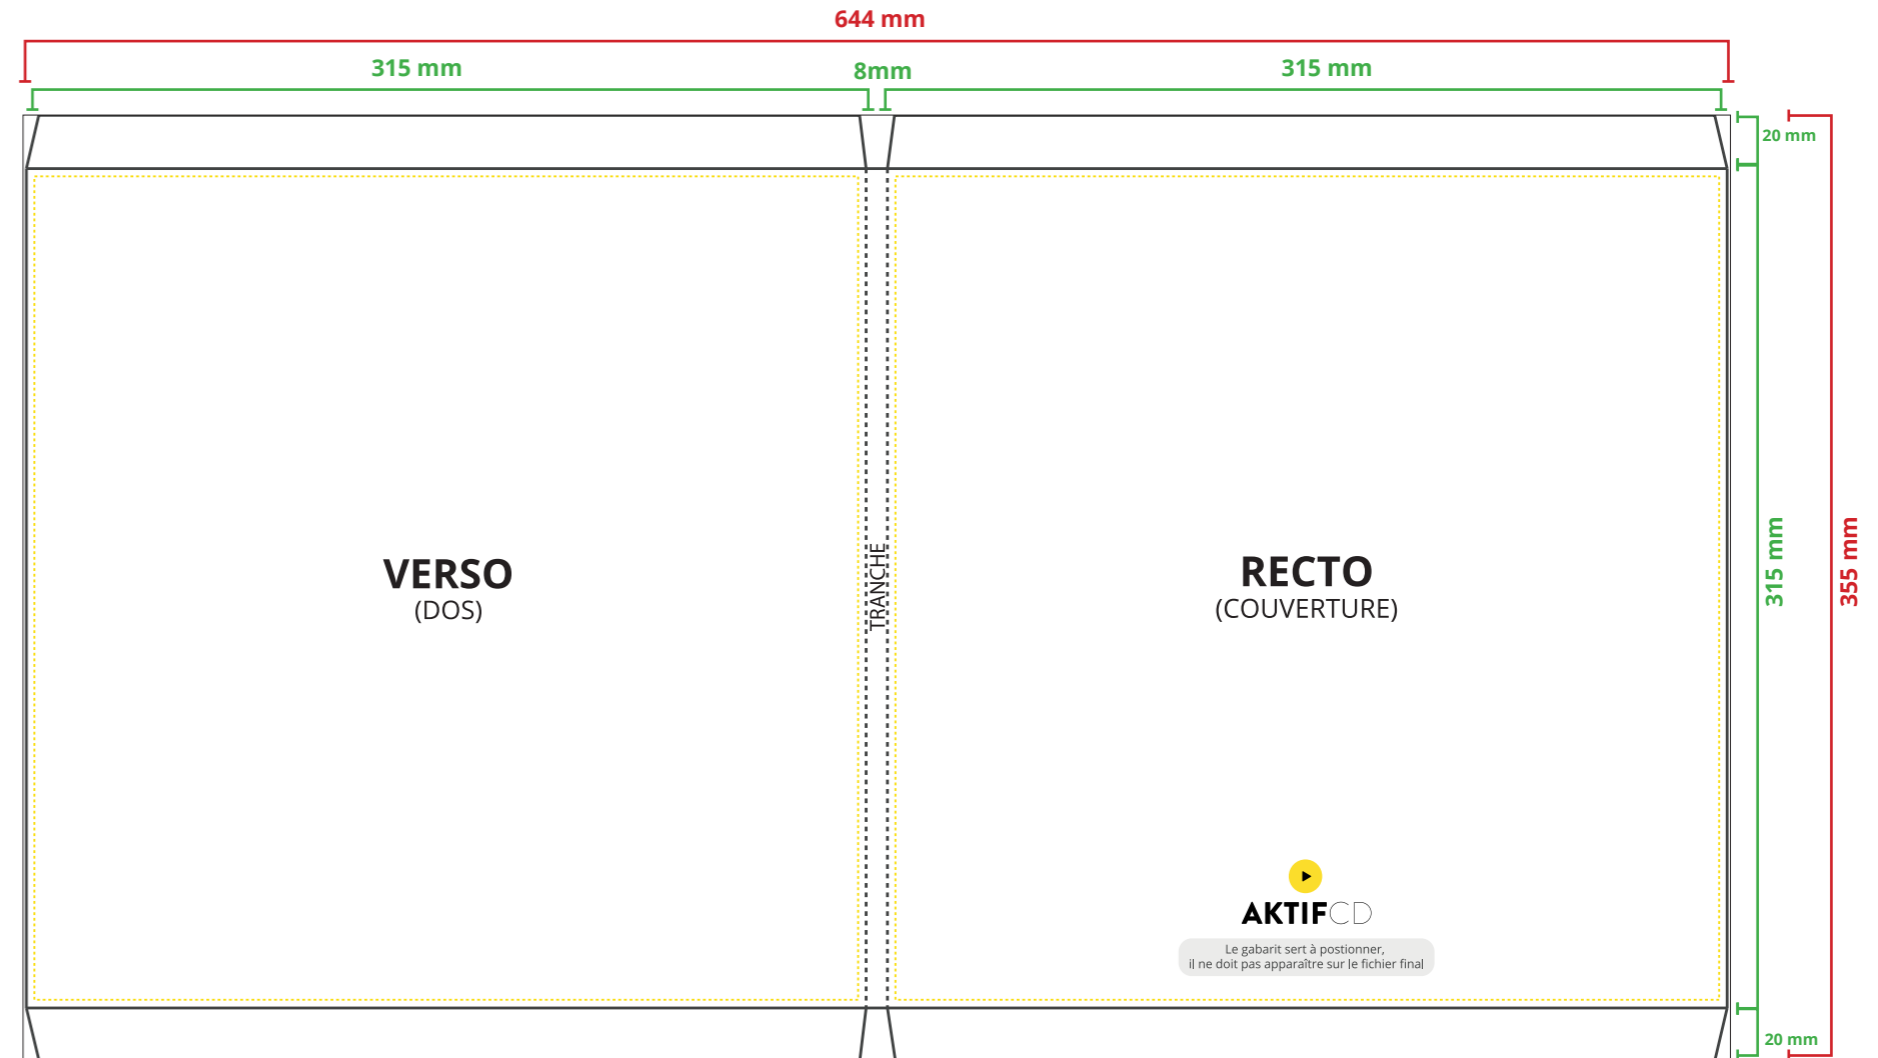 644 mm
315 mm
8mm
315 mm
20 mm
VERSO
(DOS)
TRANCHE
RECTO
(COUVERTURE)
315 mm
355 mm
AKTIFCD
Le gabarit sert à postionner,
il ne doit pas apparaître sur le fichier final
20 mm